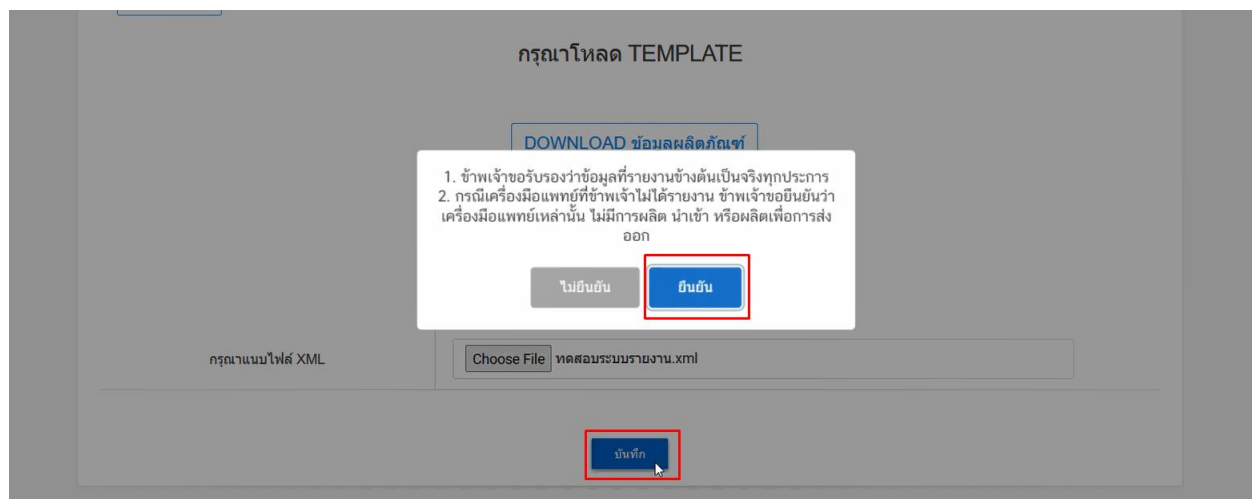 กรุณาโหลด TEMPLATE
DOWNLOAD ข้อมูลผลิตภัณฑ์
1. ข้าพเจ้าขอรับรองว่าข้อมูลที่รายงานข้างต้นเป็นจริงทุกประการ
2. กรณีเครื่องมือแพทย์ที่ข้าพเจ้าไม่ได้รายงาน ข้าพเจ้าขอยืนยันว่า
เครื่องมือแพทย์เหล่านั้น ไม่มีการผลิต นำเข้า หรือผลิตเพื่อการส่ง
ออก
ไม่ยืนยัน
ยืนยัน
กรุณาแนบไฟล์ XML
Choose File ทดสอบระบบรายงาน.xml
บันทึก